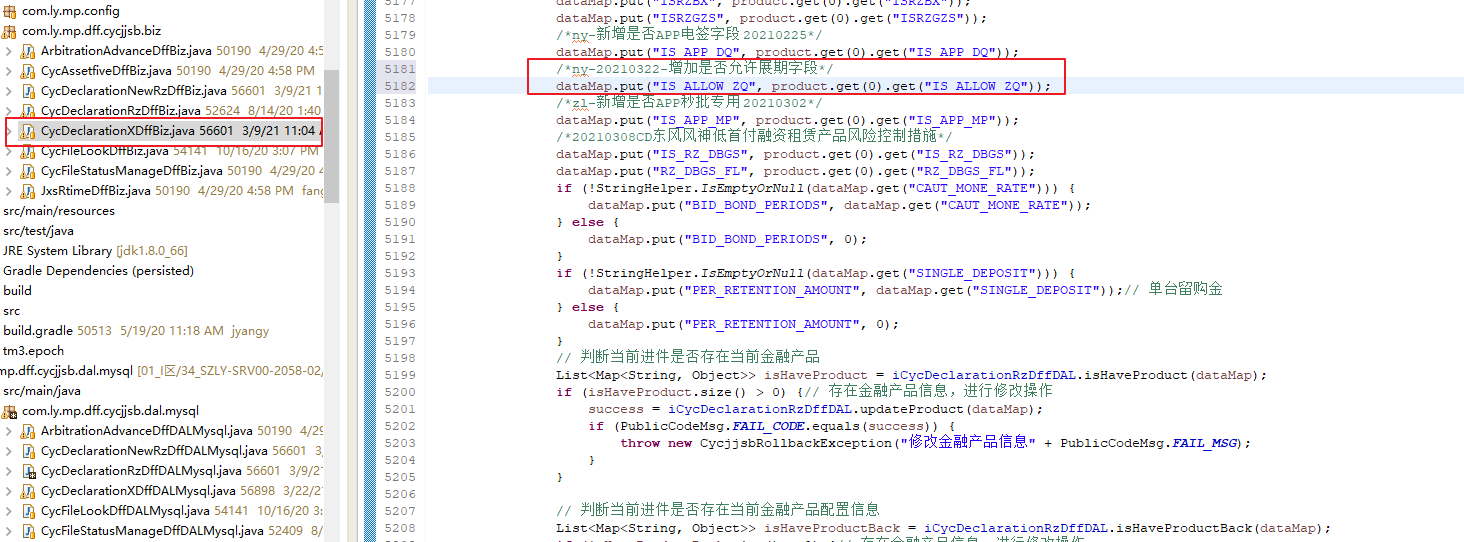 com.ly.mp.config
com.ly.mp.dff.cycjjsb.biz
ArbitrationAdvanceDffBiz.java 50190 4/29/20 4:5
CycAssetfiveDffBiz.java 50190 4/29/20 4:58 PM
CycDeclarationNewRzDffBiz.java 56601 3/9/21 1
CycDeclarationRzDffBiz.java 52624 8/14/20 1:40
CycDeclarationXDffBiz.java 56601 3/9/21 11:04
CycFileLookDffBiz.java 54141 10/16/20 3:07 PM
CycFileStatusManageDffBiz.java 50190 4/29/20
JxsRtimeDffBiz.java 50190 4/29/20 4:58 PM fang
src/main/resources
src/test/java
JRE System Library [jdk1.8.0_66]
Gradle Dependencies (persisted)
build
src
build.gradle 50513 5/19/20 11:18 AM jyangy
tm3.epoch
mp.dff.cycjjsb.dal.mysql [01_I区/34_SZLY-SRV00-2058-02/
src/main/java
com.ly.mp.dff.cycjjsb.dal.mysql
ArbitrationAdvanceDffDALMysql.java 50190 4/29
CycDeclarationNewRzDffDALMysql.java 56601 3
CycDeclarationRzDffDALMysql.java 56601 3/9/21
CycDeclarationXDffDALMysql.java 56898 3/22/21
CycFileLookDffDALMysql.java 54141 10/16/20 3
CycFileStatusManageDffDALMysql.java 52409 8/
5177 dataMap.put("ISRZBX", product.get(0).get("ISRZBX"));
5178 dataMap.put("ISRZGZS", product.get(0).get("ISRZGZS"));
5179 /*ny-新增是否APP电签字段 20210225*/
5180 dataMap.put("IS_APP_DQ", product.get(0).get("IS_APP_DQ"));
5181 /*ny-20210322-增加是否允许展期字段*/
5182 dataMap.put("IS_ALLOW_ZQ", product.get(0).get("IS_ALLOW_ZQ"));
5183 /*zl-新增是否APP秒批专用 20210302*/
5184 dataMap.put("IS_APP_MP", product.get(0).get("IS_APP_MP"));
5185 /*20210308CD东风风神低首付融资租赁产品风险控制措施*/
5186 dataMap.put("IS_RZ_DBGS", product.get(0).get("IS_RZ_DBGS"));
5187 dataMap.put("RZ_DBGS_FL", product.get(0).get("RZ_DBGS_FL"));
5188 if (!StringHelper.IsEmptyOrNull(dataMap.get("CAUT_MONE_RATE"))) {
5189 dataMap.put("BID_BOND_PERIODS", dataMap.get("CAUT_MONE_RATE"));
5190 } else {
5191 dataMap.put("BID_BOND_PERIODS", 0);
5192 }
5193 if (!StringHelper.IsEmptyOrNull(dataMap.get("SINGLE_DEPOSIT"))) {
5194 dataMap.put("PER_RETENTION_AMOUNT", dataMap.get("SINGLE_DEPOSIT"));// 单台留购金
5195 } else {
5196 dataMap.put("PER_RETENTION_AMOUNT", 0);
5197 }
5198 // 判断当前进件是否存在当前金融产品
5199 List<Map<String, Object>> isHaveProduct = iCycDeclarationRzDffDAL.isHaveProduct(dataMap);
5200 if (isHaveProduct.size() > 0) {// 存在金融产品信息，进行修改操作
5201 success = iCycDeclarationRzDffDAL.updateProduct(dataMap);
5202 if (PublicCodeMsg.FAIL_CODE.equals(success)) {
5203 throw new CycjjsbRollbackException("修改金融产品信息" + PublicCodeMsg.FAIL_MSG);
5204 }
5205 }
5206
5207 // 判断当前进件是否存在当前金融产品配置信息
5208 List<Map<String, Object>> isHaveProductBack = iCycDeclarationRzDffDAL.isHaveProductBack(dataMap);